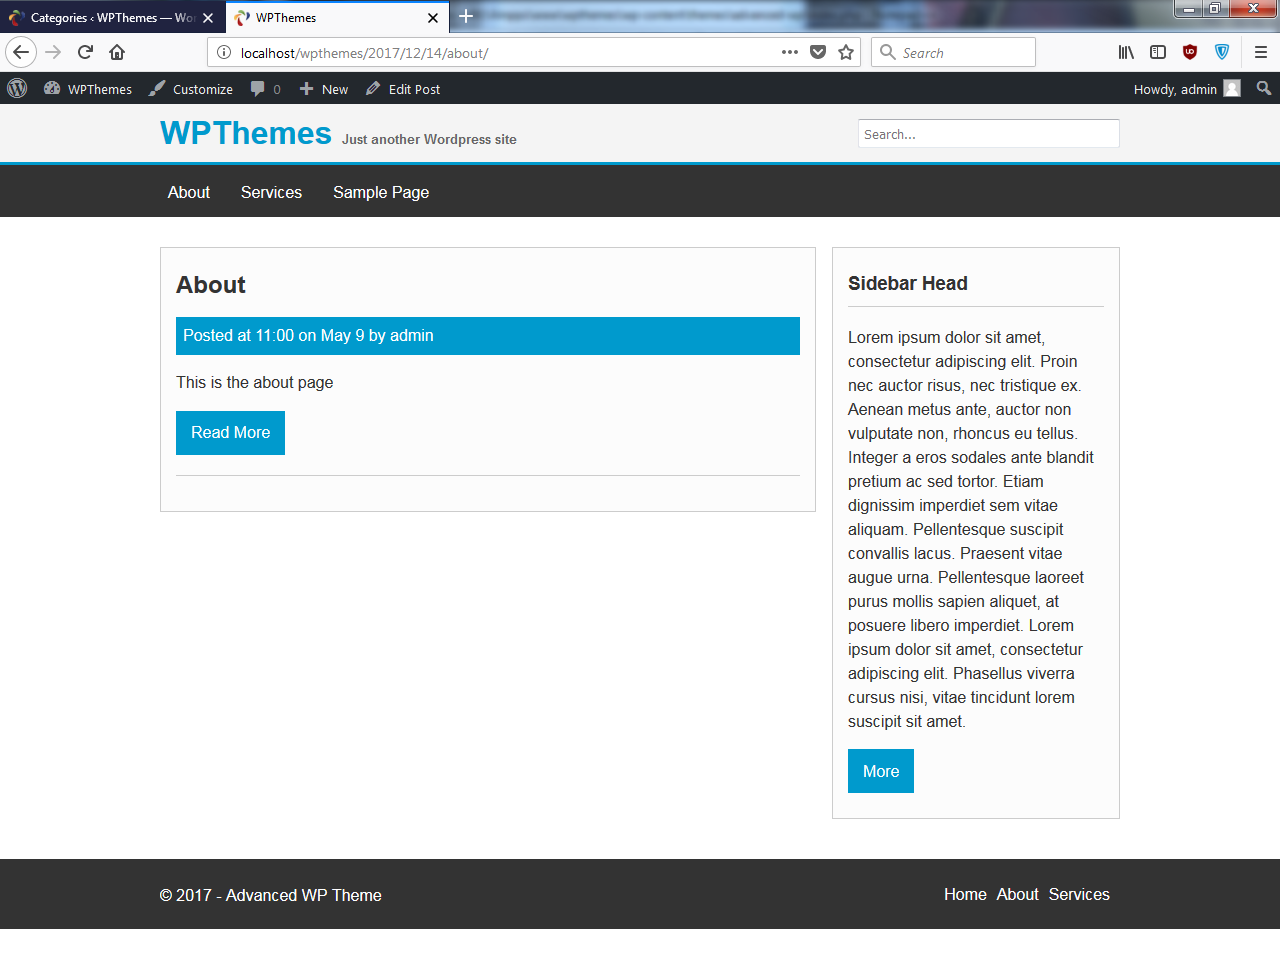 Categories ‹ WPThemes — Wo
WPThemes
localhost/wpthemes/2017/12/14/about/
Search
WPThemes
Customize
0
New
Edit Post
Howdy, admin
WPThemes Just another Wordpress site
Search...
About
Services
Sample Page
About
Posted at 11:00 on May 9 by admin
This is the about page
Read More
Sidebar Head
Lorem ipsum dolor sit amet,
consectetur adipiscing elit. Proin
nec auctor risus, nec tristique ex.
Aenean metus ante, auctor non
vulputate non, rhoncus eu tellus.
Integer a eros sodales ante blandit
pretium ac sed tortor. Etiam
dignissim imperdiet sem vitae
aliquam. Pellentesque suscipit
convallis lacus. Praesent vitae
augue urna. Pellentesque laoreet
purus mollis sapien aliquet, at
posuere libero imperdiet. Lorem
ipsum dolor sit amet, consectetur
adipiscing elit. Phasellus viverra
cursus nisi, vitae tincidunt lorem
suscipit sit amet.
More
© 2017 - Advanced WP Theme
Home About Services